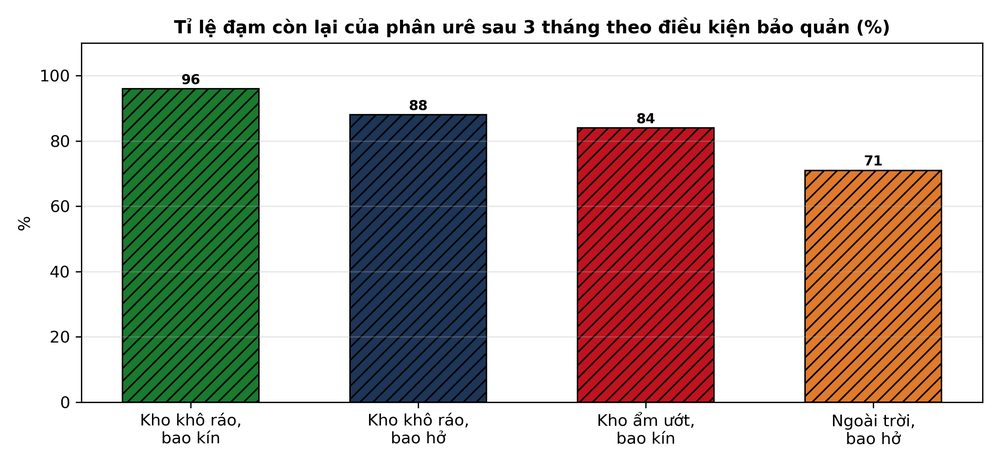 Tỉ lệ đạm còn lại của phân urê sau 3 tháng theo điều kiện bảo quản (%)
100
80
60
40
20
0
%
96
88
84
71
Kho khô ráo,
bao kín
Kho khô ráo,
bao hở
Kho ẩm ướt,
bao kín
Ngoài trời,
bao hở